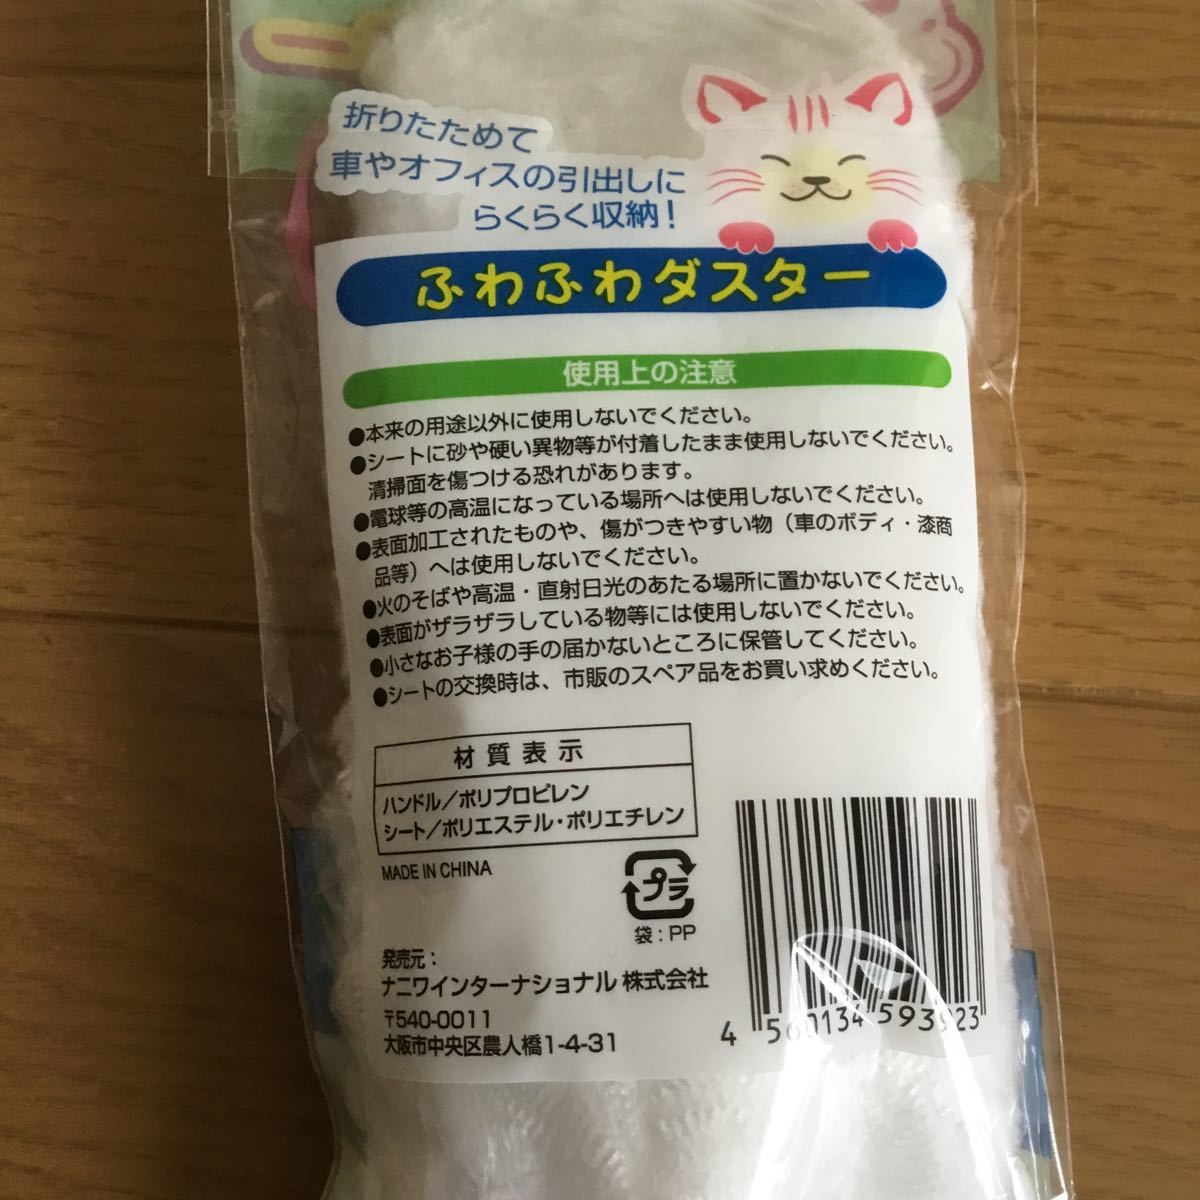 折りたためて
車やオフィスの引出しに
らくらく収納!
ふわふわダスター
使用上の注意
●本来の用途以外に使用しないでください。
●シートに砂や硬い異物等が付着したまま使用しないでください。
清掃面を傷つける恐れがあります。
●電球等の高温になっている場所へは使用しないでください。
●表面加工されたものや、傷がつきやすい物（車のボディ・漆商
品等）へは使用しないでください。
●火のそばや高温・直射日光のあたる場所に置かないでください。
●表面がザラザラしている物等には使用しないでください。
●小さなお子様の手の届かないところに保管してください。
●シートの交換時は、市販のスペア品をお買い求めください。
材質表示
ハンドル／ポリプロピレン
シート／ポリエステル・ポリエチレン
MADE IN CHINA
プラ
袋：PP
発売元：
ナニワインターナショナル 株式会社
〒540-0011
大阪市中央区農人橋1-4-31
4 560134 593923